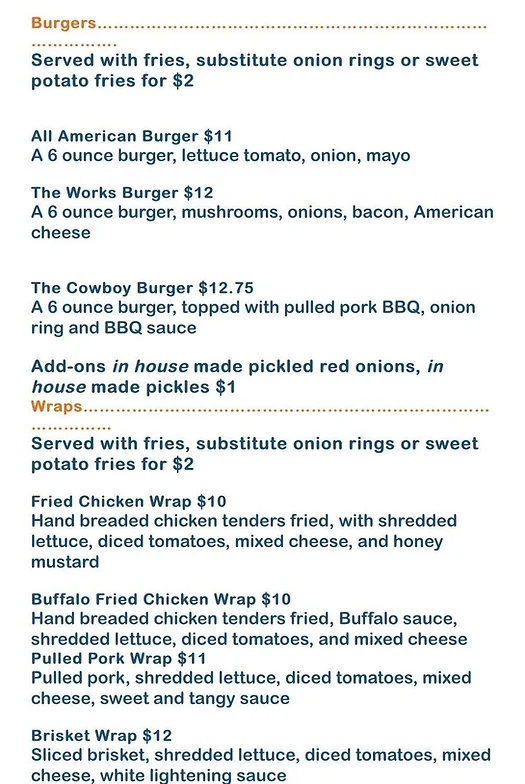 Burgers……………………………………………………………
…………….
Served with fries, substitute onion rings or sweet
potato fries for $2
All American Burger $11
A 6 ounce burger, lettuce tomato, onion, mayo
The Works Burger $12
A 6 ounce burger, mushrooms, onions, bacon, American
cheese
The Cowboy Burger $12.75
A 6 ounce burger, topped with pulled pork BBQ, onion
ring and BBQ sauce
Add-ons in house made pickled red onions, in
house made pickles $1
Wraps………………………………………………………………
……………
Served with fries, substitute onion rings or sweet
potato fries for $2
Fried Chicken Wrap $10
Hand breaded chicken tenders fried, with shredded
lettuce, diced tomatoes, mixed cheese, and honey
mustard
Buffalo Fried Chicken Wrap $10
Hand breaded chicken tenders fried, Buffalo sauce,
shredded lettuce, diced tomatoes, and mixed cheese
Pulled Pork Wrap $11
Pulled pork, shredded lettuce, diced tomatoes, mixed
cheese, sweet and tangy sauce
Brisket Wrap $12
Sliced brisket, shredded lettuce, diced tomatoes, mixed
cheese, white lightening sauce